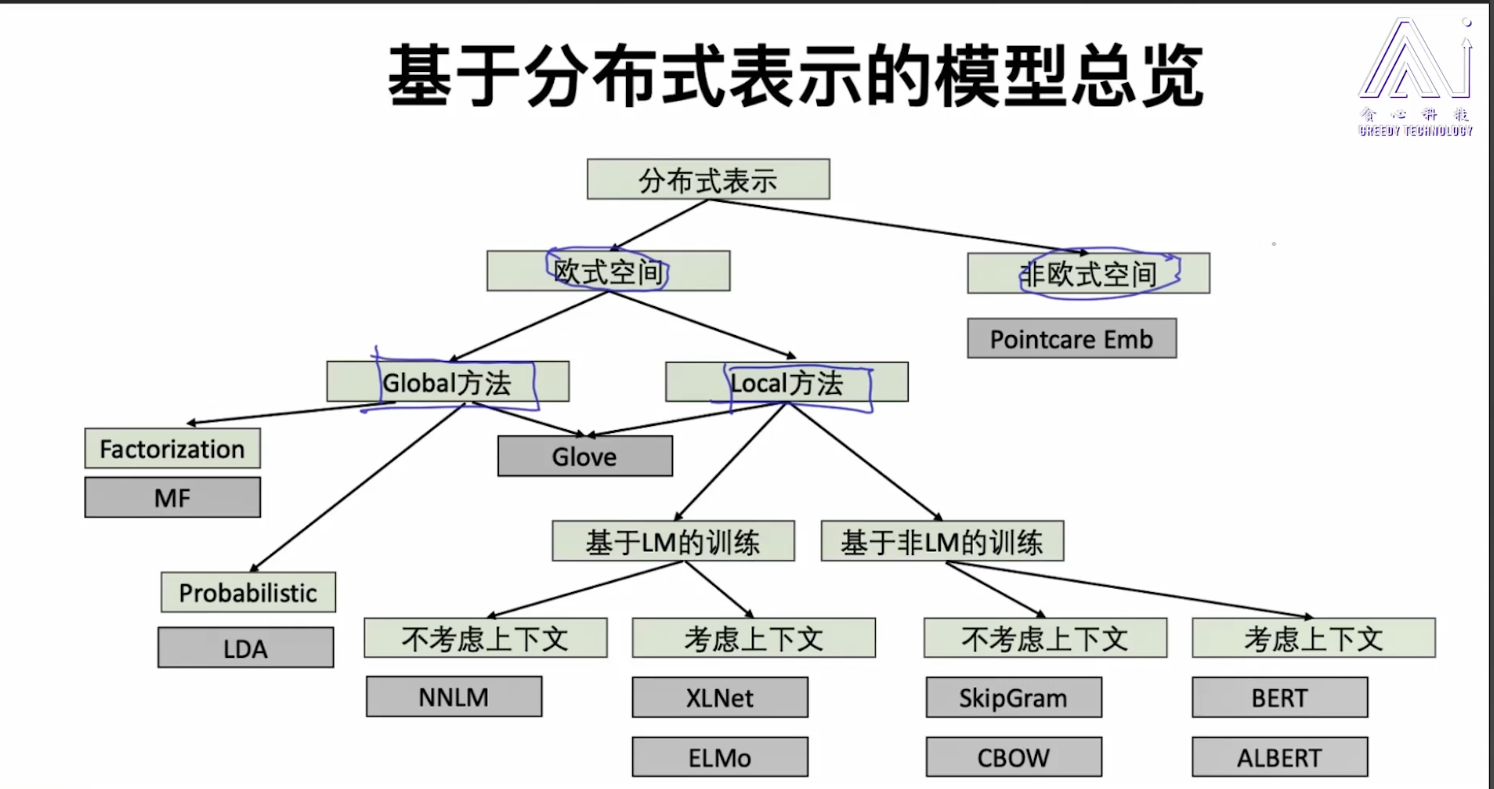 基于分布式表示的模型总览
贪心科技
GREEDY TECHNOLOGY
分布式表示
欧式空间
非欧式空间
Pointcare Emb
Global方法
Local方法
Factorization
MF
Glove
基于LM的训练
基于非LM的训练
Probabilistic
LDA
不考虑上下文
考虑上下文
不考虑上下文
考虑上下文
NNLM
XLNet
SkipGram
BERT
ELMo
CBOW
ALBERT